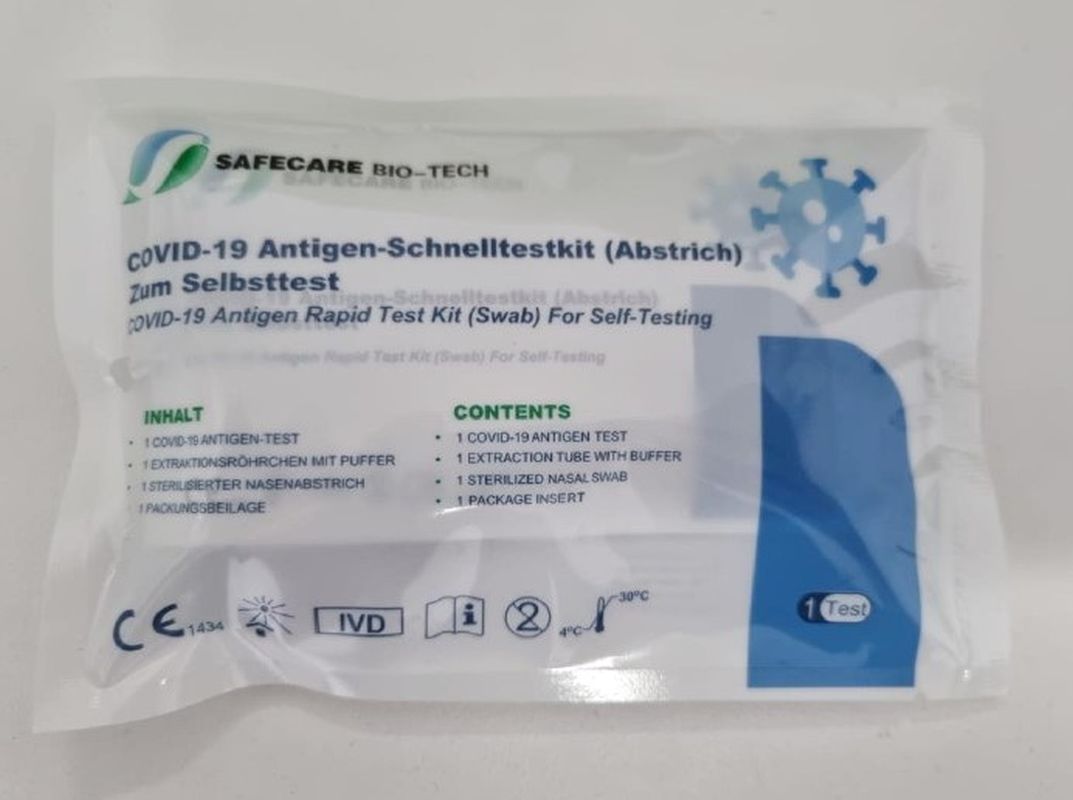 SAFECARE BIO-TECH
COVID-19 Antigen-Schnelltestkit (Abstrich)
Zum Selbsttest
COVID-19 Antigen Rapid Test Kit (Swab) For Self-Testing
INHALT
• 1 COVID-19 ANTIGEN-TEST
• 1 EXTRAKTIONSRÖHRCHEN MIT PUFFER
• 1 STERILISIERTER NASENABSTRICH
1 PACKUNGSBEILAGE
CONTENTS
• 1 COVID-19 ANTIGEN TEST
• 1 EXTRACTION TUBE WITH BUFFER
• 1 STERILIZED NASAL SWAB
• 1 PACKAGE INSERT
CE 1434 IVD i 2 4°C 30°C
1 Test